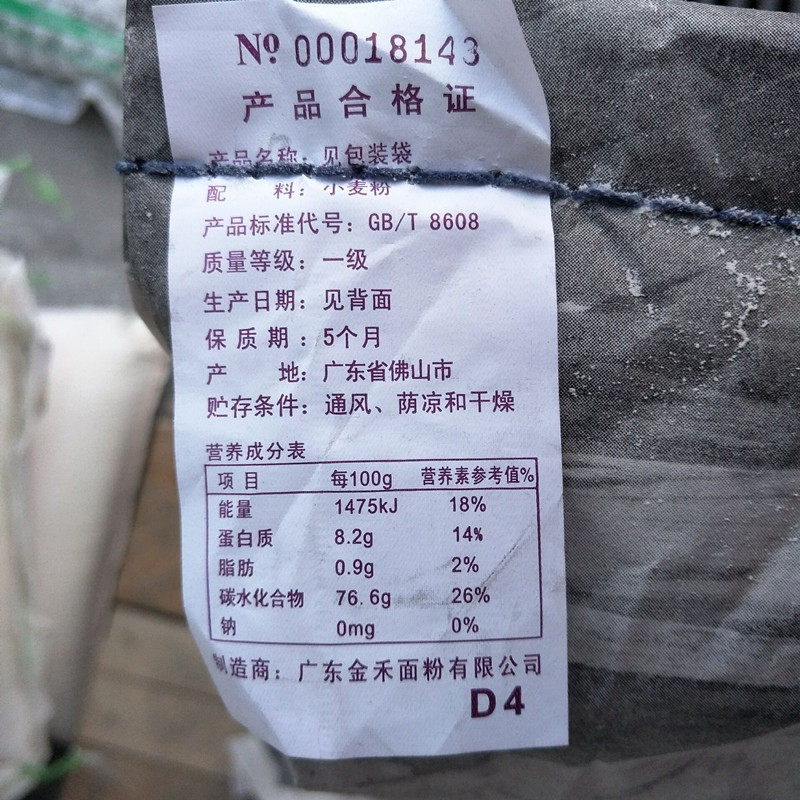 № 00018143
产品合格证
产品名称：见包装袋
配 料：小麦粉
产品标准代号：GB/T 8608
质量等级：一级
生产日期：见背面
保质期：5个月
产 地：广东省佛山市
贮存条件：通风、荫凉和干燥
营养成分表
项目 每100g 营养素参考值%
能量 1475kJ 18%
蛋白质 8.2g 14%
脂肪 0.9g 2%
碳水化合物 76.6g 26%
钠 0mg 0%
制造商：广东金禾面粉有限公司
D4